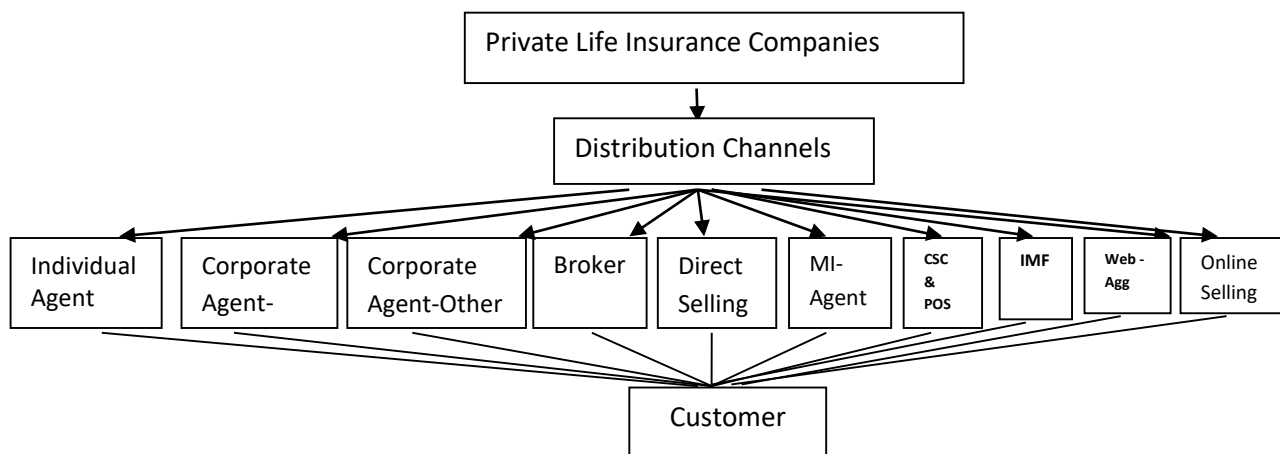 Private Life Insurance Companies
Distribution Channels
Individual
Agent
Corporate
Agent-
Corporate
Agent-Other
Broker
Direct
Selling
MI-
Agent
CSC
&
POS
IMF
Web -
Agg
Online
Selling
Customer